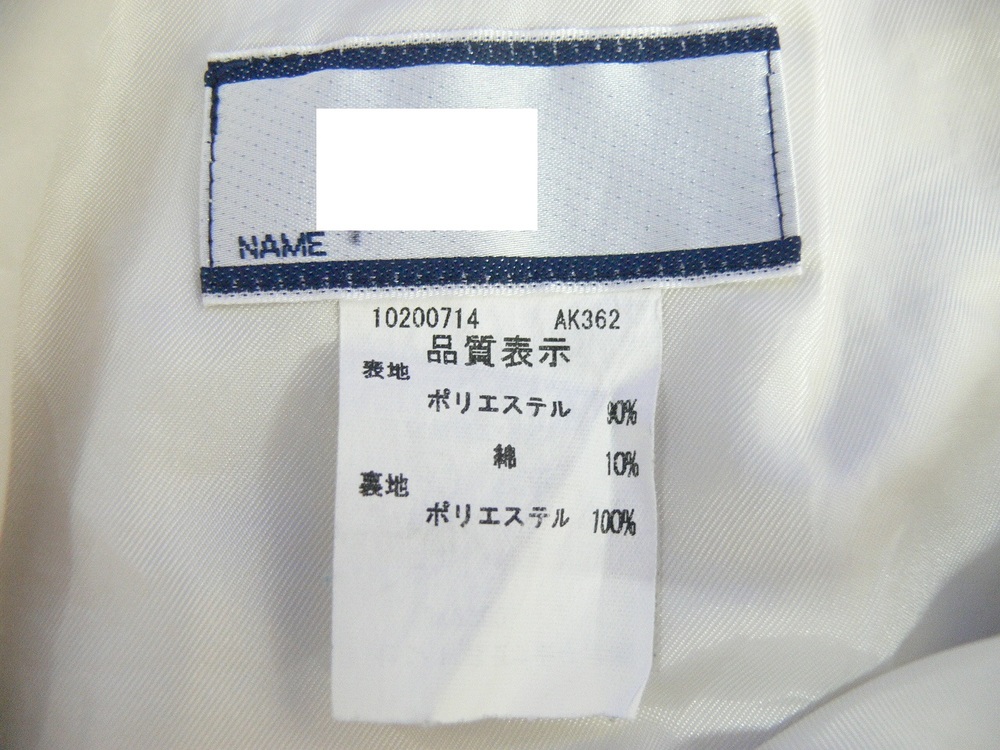 NAME
10200714 AK362
品質表示
表地
ポリエステル 90%
綿 10%
裏地
ポリエステル 100%